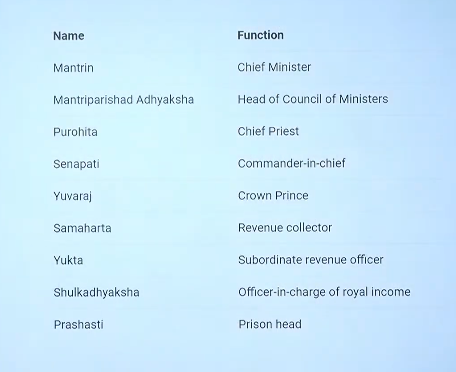 Name Function
Mantrin Chief Minister
Mantriparishad Adhyaksha Head of Council of Ministers
Purohita Chief Priest
Senapati Commander-in-chief
Yuvaraj Crown Prince
Samaharta Revenue collector
Yukta Subordinate revenue officer
Shulkadhyaksha Officer-in-charge of royal income
Prashasti Prison head